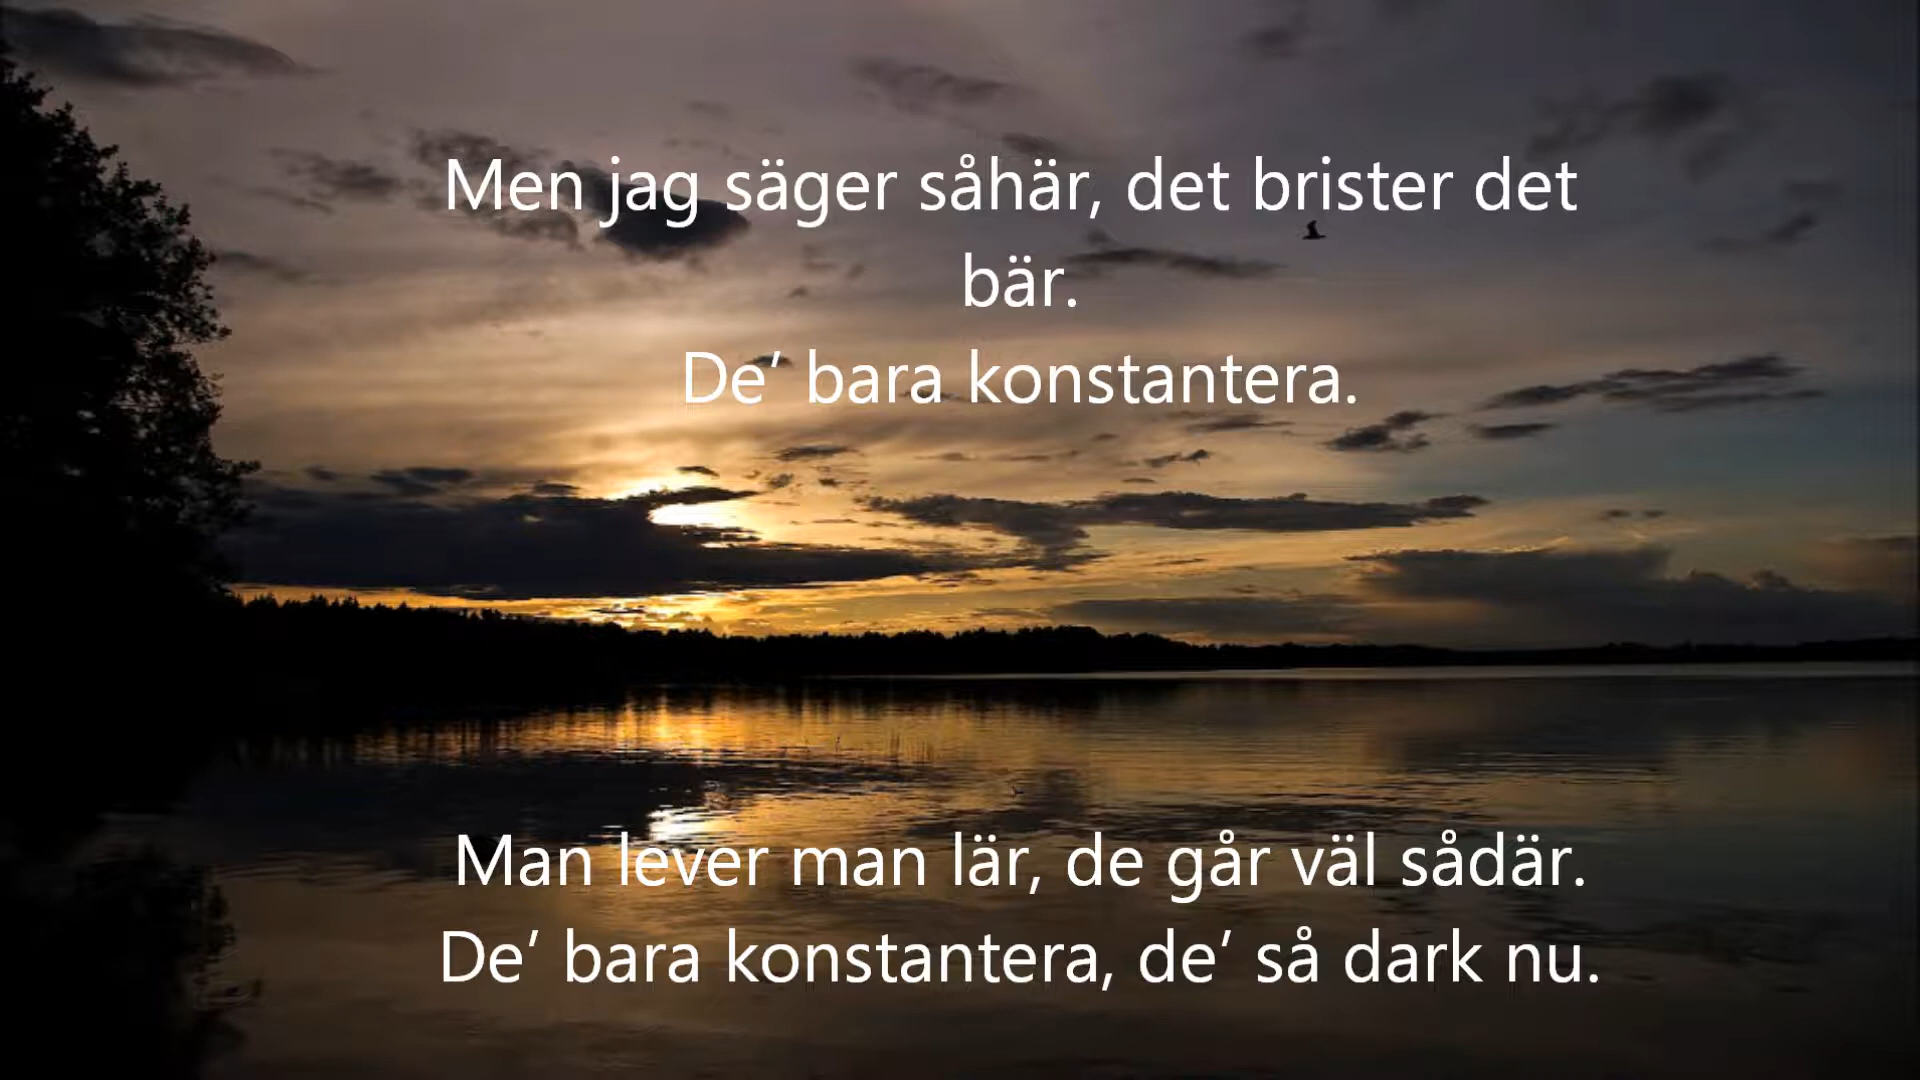 Men jag säger såhär, det brister det
bär.
De’ bara konstantera.
Man lever man lär, de går väl sådär.
De’ bara konstantera, de’ så dark nu.